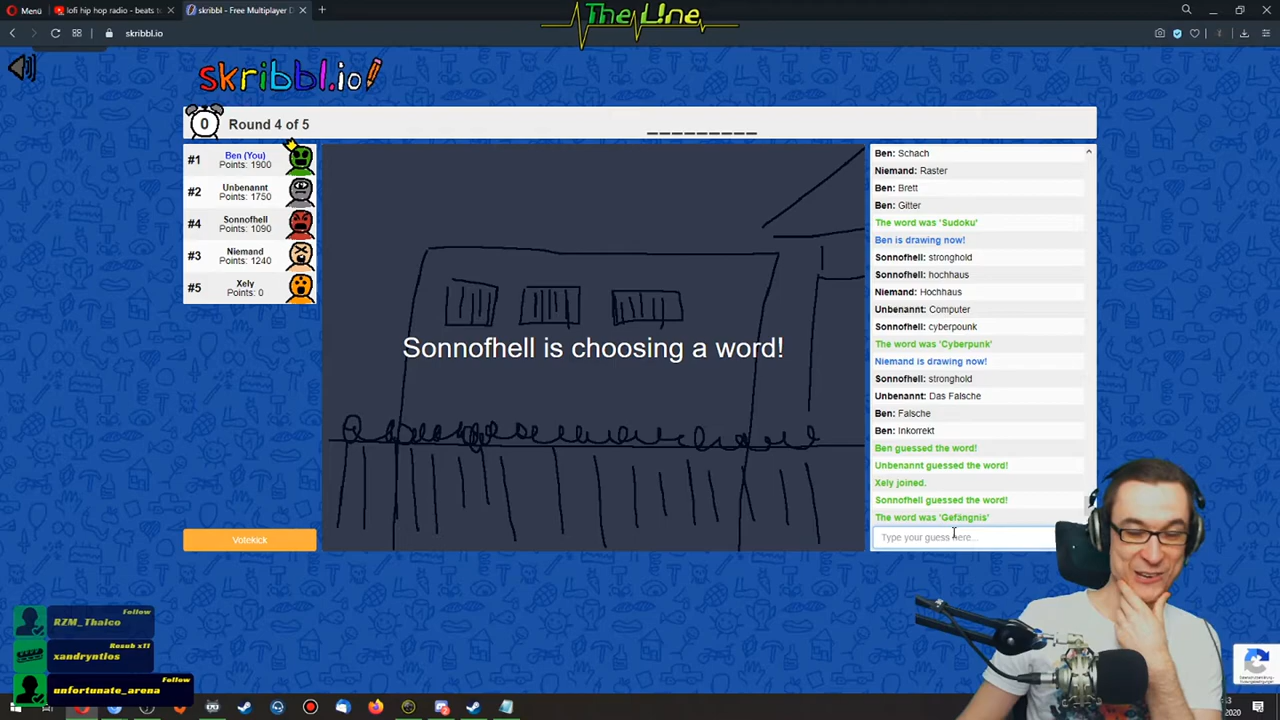 Menü
lofi hip hop radio - beats to
skribbl - Free Multiplayer D
The Line
skribbl.io
skribbl.io
0
Round 4 of 5
_________
#1
Ben (You)
Points: 1900
#2
Unbenannt
Points: 1750
#4
Sonnofhell
Points: 1090
#3
Niemand
Points: 1240
#5
Xely
Points: 0
Votekick
Sonnofhell is choosing a word!
Ben: Schach
Niemand: Raster
Ben: Brett
Ben: Gitter
The word was 'Sudoku'
Ben is drawing now!
Sonnofhell: stronghold
Sonnofhell: hochhaus
Niemand: Hochhaus
Unbenannt: Computer
Sonnofhell: cyberpounk
The word was 'Cyberpunk'
Niemand is drawing now!
Sonnofhell: stronghold
Unbenannt: Das Falsche
Ben: Falsche
Ben: Inkorrekt
Ben guessed the word!
Unbenannt guessed the word!
Xely joined.
Sonnofhell guessed the word!
The word was 'Gefängnis'
Type your guess here...
Follow
RZM_Thaico
Resub x11
xandryntios
Follow
unfortunate_arena
2020